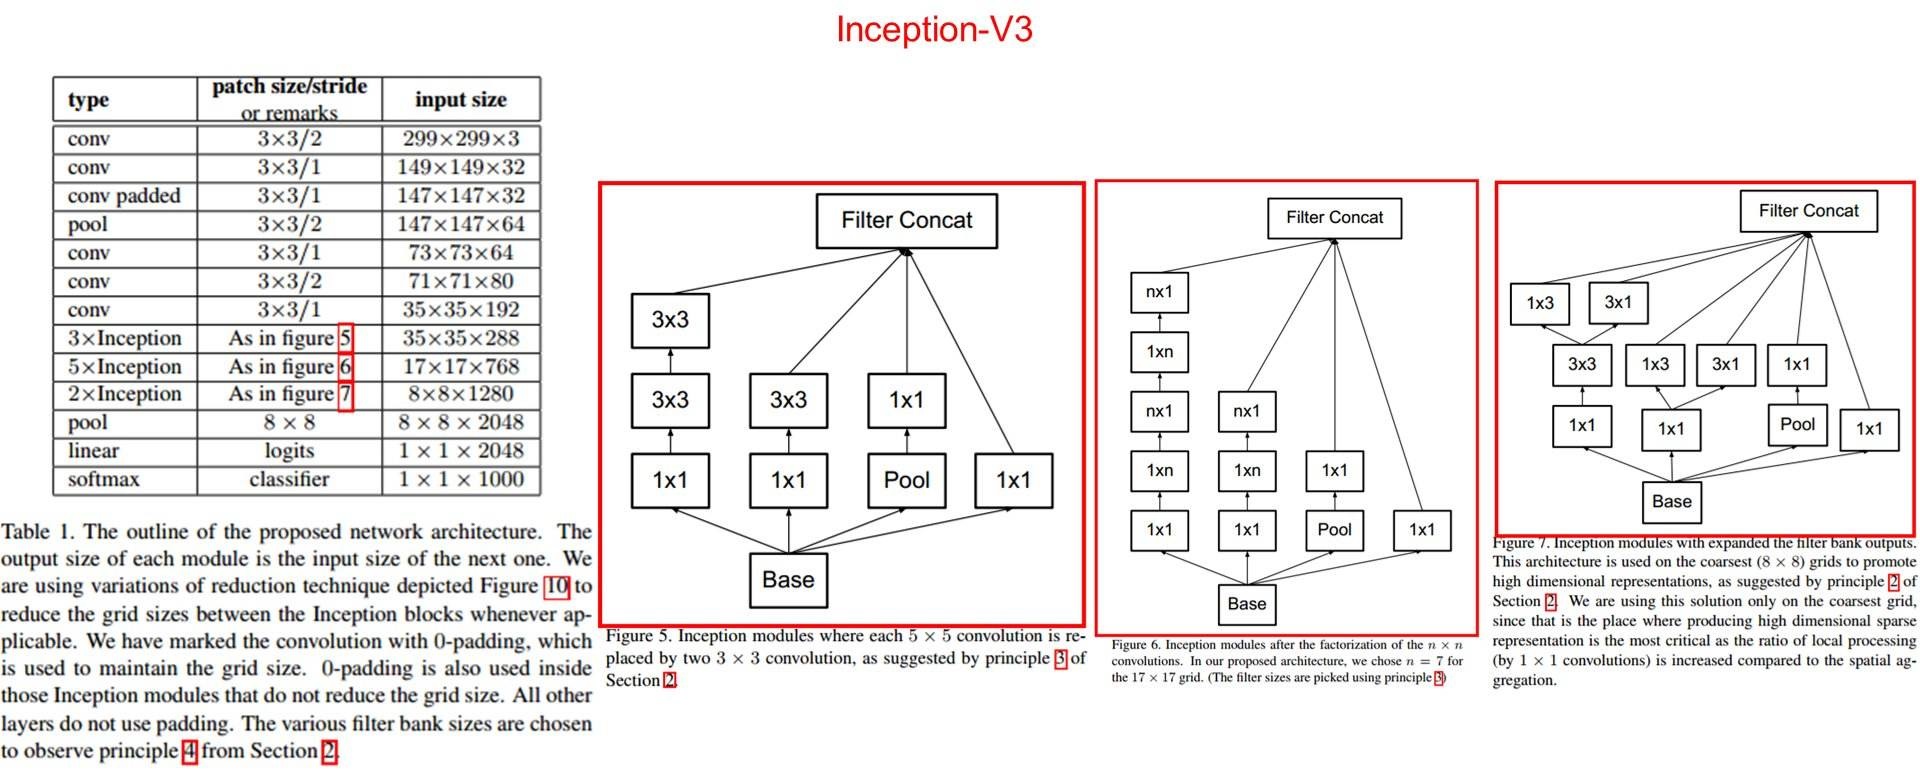 Inception-V3
type patch size/stride or remarks input size
conv 3×3/2 299×299×3
conv 3×3/1 149×149×32
conv padded 3×3/1 147×147×32
pool 3×3/2 147×147×64
conv 3×3/1 73×73×64
conv 3×3/2 71×71×80
conv 3×3/1 35×35×192
3×Inception As in figure 5 35×35×288
5×Inception As in figure 6 17×17×768
2×Inception As in figure 7 8×8×1280
pool 8 × 8 8 × 8 × 2048
linear logits 1 × 1 × 2048
softmax classifier 1 × 1 × 1000
Table 1. The outline of the proposed network architecture. The
output size of each module is the input size of the next one. We
are using variations of reduction technique depicted Figure 10 to
reduce the grid sizes between the Inception blocks whenever ap-
plicable. We have marked the convolution with 0-padding, which
is used to maintain the grid size. 0-padding is also used inside
those Inception modules that do not reduce the grid size. All other
layers do not use padding. The various filter bank sizes are chosen
to observe principle 4 from Section 2.
Filter Concat
3x3
3x3 3x3 1x1
1x1 1x1 Pool 1x1
Base
Figure 5. Inception modules where each 5 × 5 convolution is re-
placed by two 3 × 3 convolution, as suggested by principle 3 of
Section 2.
Filter Concat
nx1
1xn
nx1 nx1
1xn 1xn 1x1
1x1 1x1 Pool 1x1
Base
Figure 6. Inception modules after the factorization of the n × n
convolutions. In our proposed architecture, we chose n = 7 for
the 17 × 17 grid. (The filter sizes are picked using principle 3)
Filter Concat
1x3 3x1
3x3 1x3 3x1 1x1
1x1 1x1 Pool 1x1
Base
Figure 7. Inception modules with expanded the filter bank outputs.
This architecture is used on the coarsest (8 × 8) grids to promote
high dimensional representations, as suggested by principle 2 of
Section 2. We are using this solution only on the coarsest grid,
since that is the place where producing high dimensional sparse
representation is the most critical as the ratio of local processing
(by 1 × 1 convolutions) is increased compared to the spatial ag-
gregation.